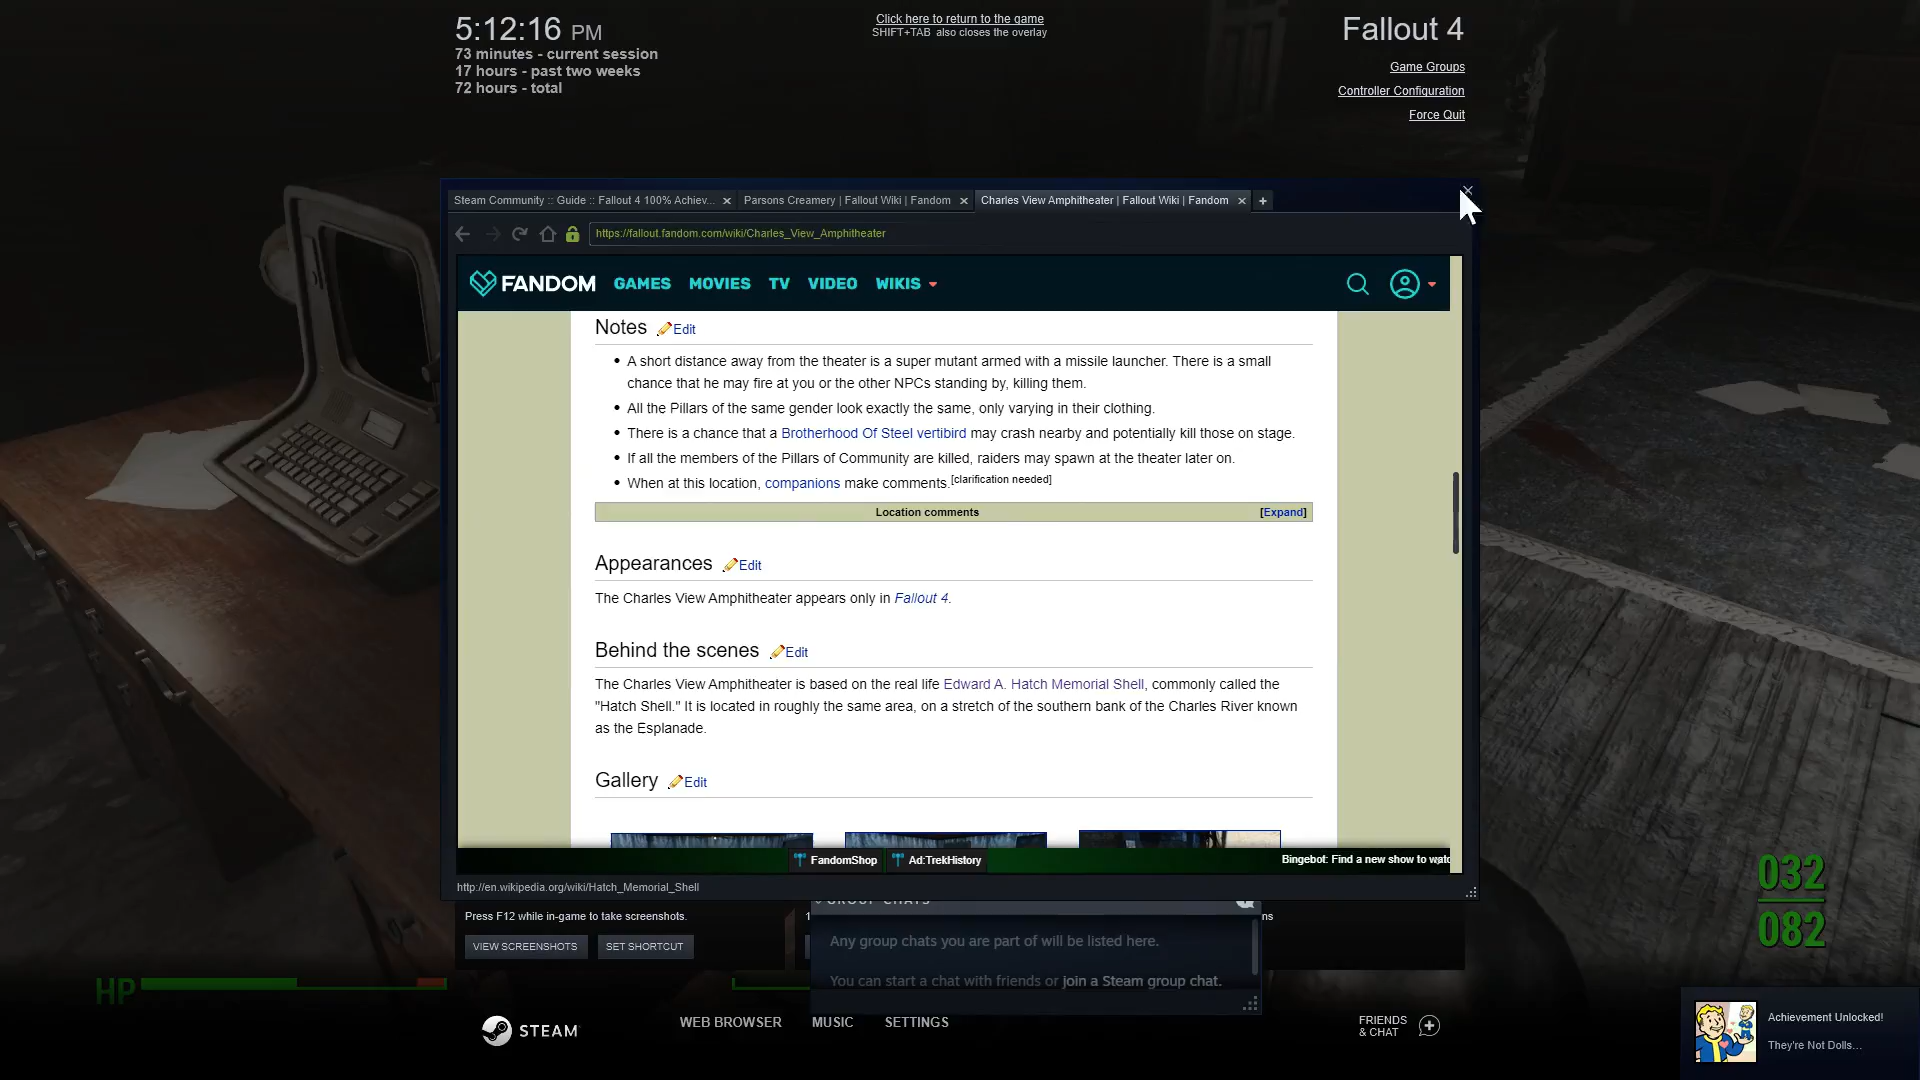 5:12:16 PM
73 minutes - current session
17 hours - past two weeks
72 hours - total
Click here to return to the game
SHIFT+TAB also closes the overlay
Fallout 4
Game Groups
Controller Configuration
Force Quit
Steam Community :: Guide :: Fallout 4 100% Achiev...
Parsons Creamery | Fallout Wiki | Fandom
Charles View Amphitheater | Fallout Wiki | Fandom
https://fallout.fandom.com/wiki/Charles_View_Amphitheater
FANDOM GAMES MOVIES TV VIDEO WIKIS
Notes Edit
• A short distance away from the theater is a super mutant armed with a missile launcher. There is a small
chance that he may fire at you or the other NPCs standing by, killing them.
• All the Pillars of the same gender look exactly the same, only varying in their clothing.
• There is a chance that a Brotherhood Of Steel vertibird may crash nearby and potentially kill those on stage.
• If all the members of the Pillars of Community are killed, raiders may spawn at the theater later on.
• When at this location, companions make comments.[clarification needed]
Location comments [Expand]
Appearances Edit
The Charles View Amphitheater appears only in Fallout 4.
Behind the scenes Edit
The Charles View Amphitheater is based on the real life Edward A. Hatch Memorial Shell, commonly called the
"Hatch Shell." It is located in roughly the same area, on a stretch of the southern bank of the Charles River known
as the Esplanade.
Gallery Edit
FandomShop Ad:TrekHistory Bingebot: Find a new show to watc
http://en.wikipedia.org/wiki/Hatch_Memorial_Shell
GROUP CHATS
Press F12 while in-game to take screenshots.
VIEW SCREENSHOTS SET SHORTCUT
Any group chats you are part of will be listed here.
You can start a chat with friends or join a Steam group chat.
032
082
HP
STEAM
WEB BROWSER MUSIC SETTINGS
FRIENDS
& CHAT
Achievement Unlocked!
They're Not Dolls...